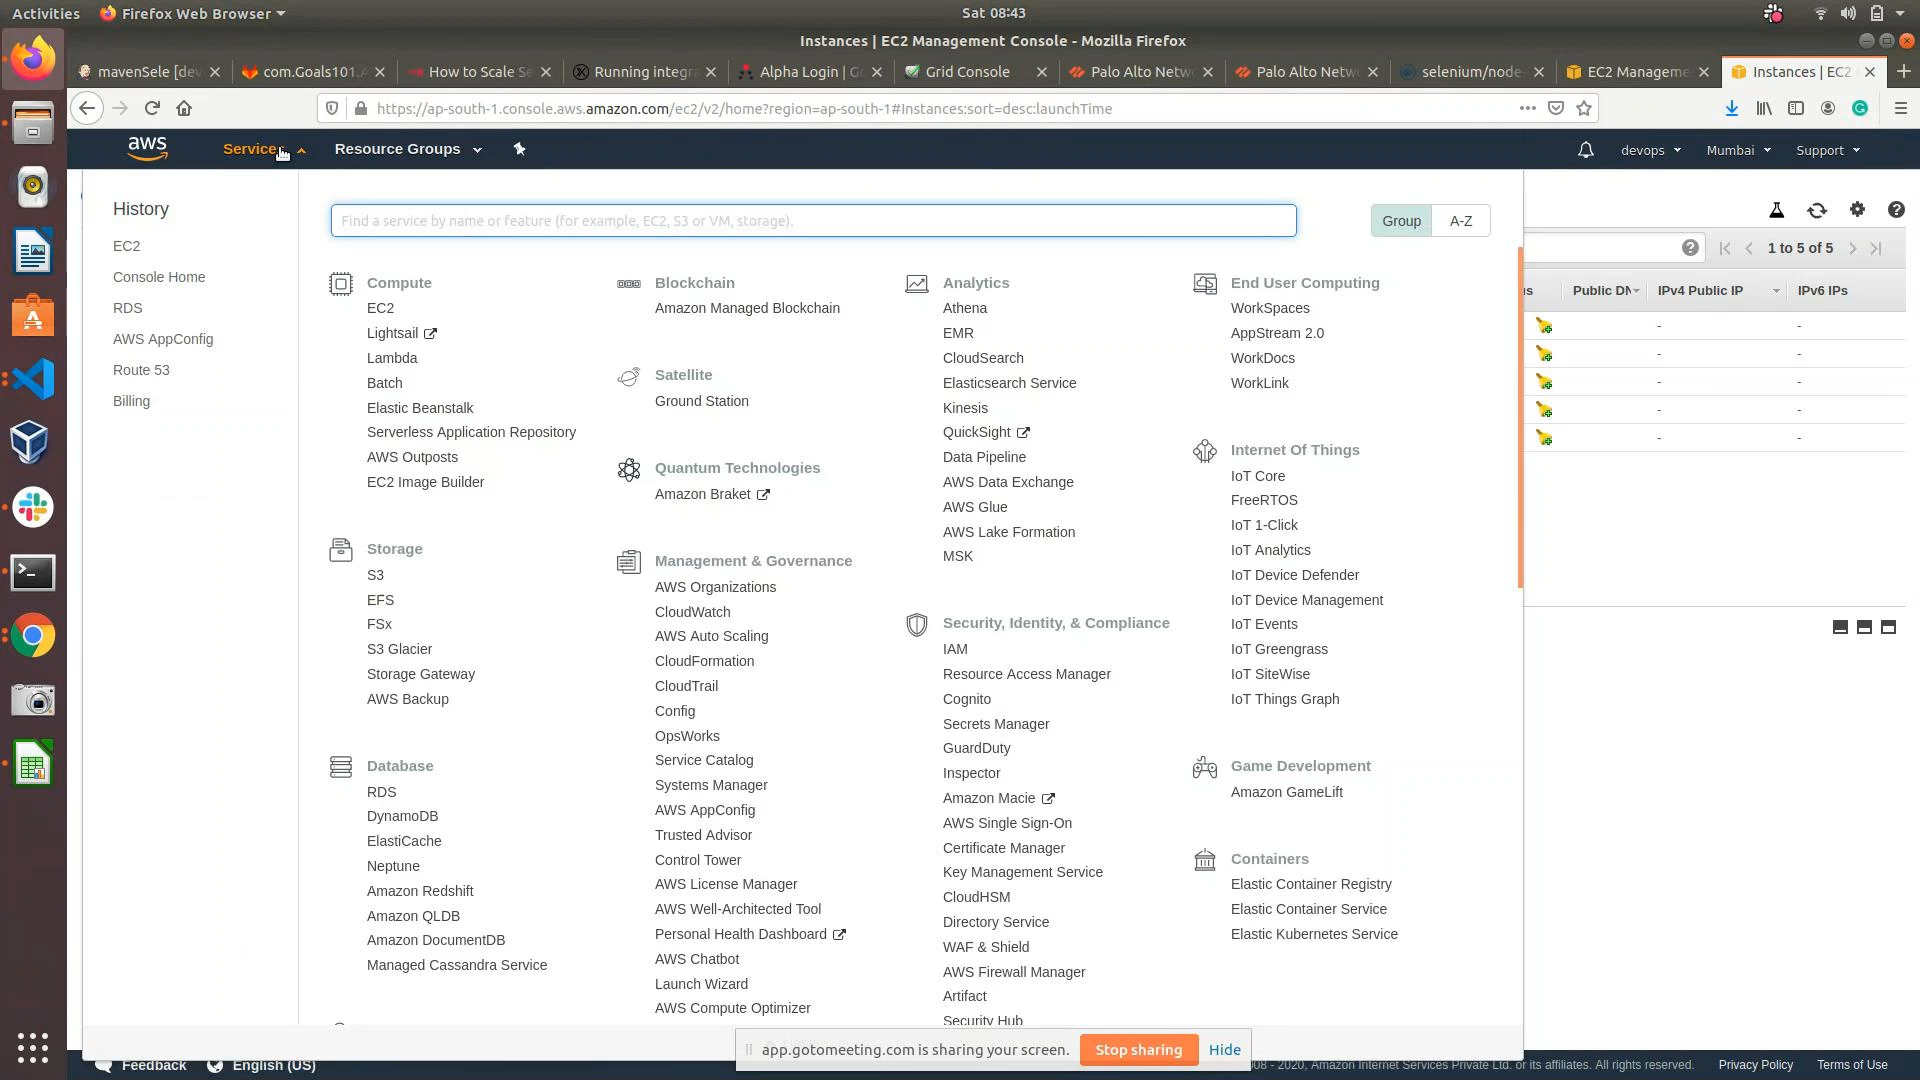 Activities
Firefox Web Browser
Sat 08:43
Instances | EC2 Management Console - Mozilla Firefox
mavenSele [dev
com.Goals101.A
How to Scale Se
Running integra
Alpha Login | Go
Grid Console
Palo Alto Netw
Palo Alto Netw
selenium/node-
EC2 Manageme
Instances | EC2
https://ap-south-1.console.aws.amazon.com/ec2/v2/home?region=ap-south-1#Instances:sort=desc:launchTime
aws
Services
Resource Groups
devops
Mumbai
Support
History
EC2
Console Home
RDS
AWS AppConfig
Route 53
Billing
Find a service by name or feature (for example, EC2, S3 or VM, storage).
Group
A-Z
Compute
EC2
Lightsail
Lambda
Batch
Elastic Beanstalk
Serverless Application Repository
AWS Outposts
EC2 Image Builder
Storage
S3
EFS
FSx
S3 Glacier
Storage Gateway
AWS Backup
Database
RDS
DynamoDB
ElastiCache
Neptune
Amazon Redshift
Amazon QLDB
Amazon DocumentDB
Managed Cassandra Service
Blockchain
Amazon Managed Blockchain
Satellite
Ground Station
Quantum Technologies
Amazon Braket
Management & Governance
AWS Organizations
CloudWatch
AWS Auto Scaling
CloudFormation
CloudTrail
Config
OpsWorks
Service Catalog
Systems Manager
AWS AppConfig
Trusted Advisor
Control Tower
AWS License Manager
AWS Well-Architected Tool
Personal Health Dashboard
AWS Chatbot
Launch Wizard
AWS Compute Optimizer
Analytics
Athena
EMR
CloudSearch
Elasticsearch Service
Kinesis
QuickSight
Data Pipeline
AWS Data Exchange
AWS Glue
AWS Lake Formation
MSK
Security, Identity, & Compliance
IAM
Resource Access Manager
Cognito
Secrets Manager
GuardDuty
Inspector
Amazon Macie
AWS Single Sign-On
Certificate Manager
Key Management Service
CloudHSM
Directory Service
WAF & Shield
AWS Firewall Manager
Artifact
Security Hub
End User Computing
WorkSpaces
AppStream 2.0
WorkDocs
WorkLink
Internet Of Things
IoT Core
FreeRTOS
IoT 1-Click
IoT Analytics
IoT Device Defender
IoT Device Management
IoT Events
IoT Greengrass
IoT SiteWise
IoT Things Graph
Game Development
Amazon GameLift
Containers
Elastic Container Registry
Elastic Container Service
Elastic Kubernetes Service
1 to 5 of 5
us
Public DN
IPv4 Public IP
IPv6 IPs
- -
- -
- -
- -
- -
app.gotomeeting.com is sharing your screen.
Stop sharing
Hide
Feedback
English (US)
08 - 2020, Amazon Internet Services Private Ltd. or its affiliates. All rights reserved.
Privacy Policy
Terms of Use